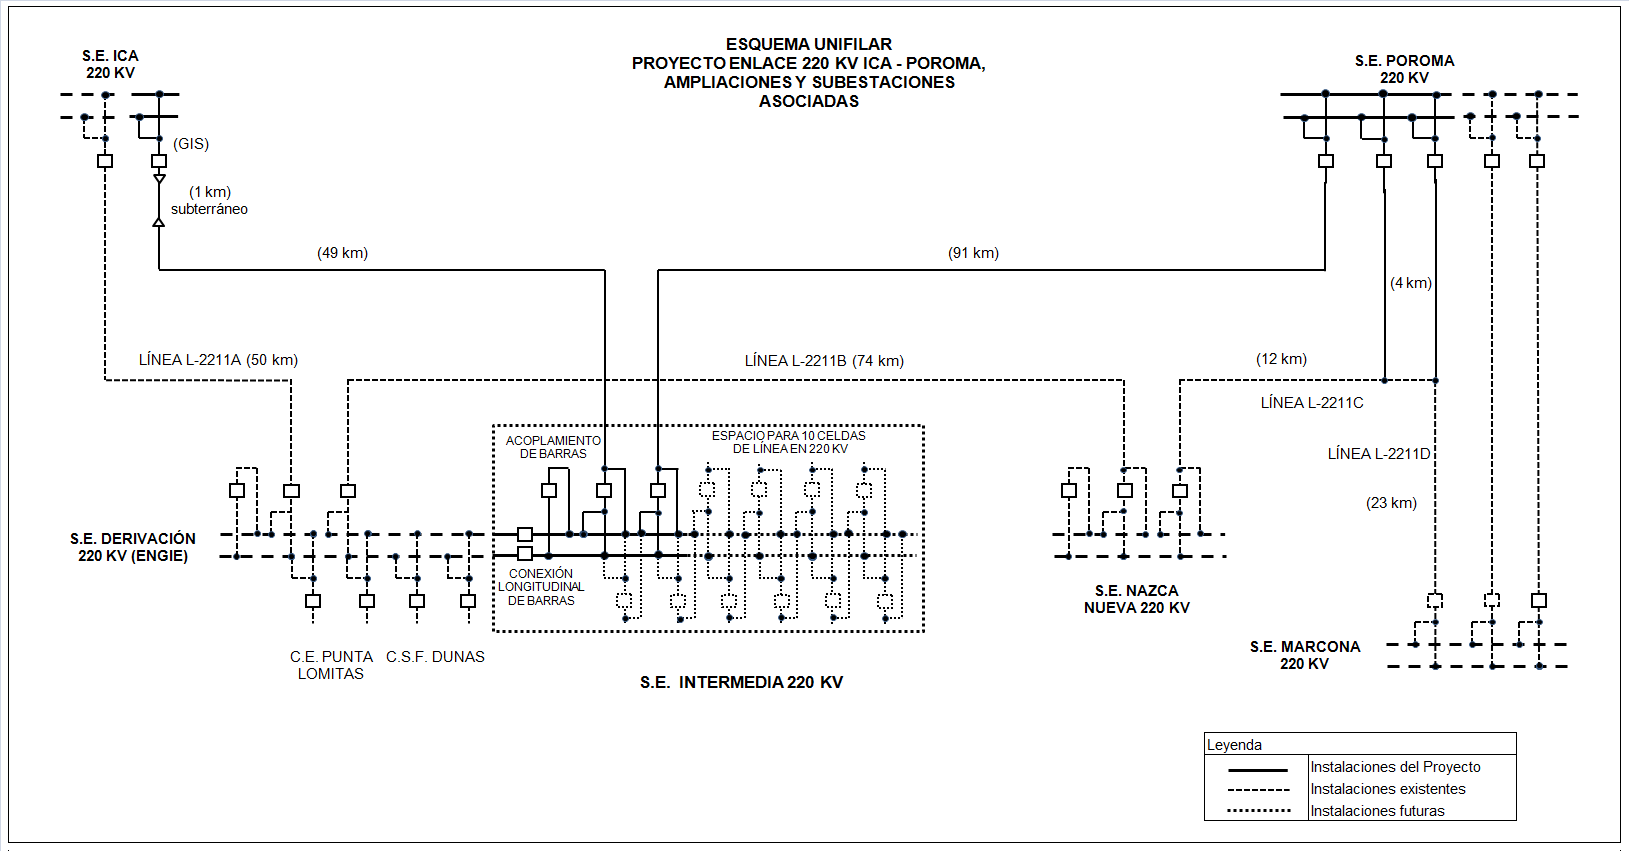 ESQUEMA UNIFILAR
PROYECTO ENLACE 220 KV ICA - POROMA,
AMPLIACIONES Y SUBESTACIONES
ASOCIADAS
S.E. ICA
220 KV
S.E. POROMA
220 KV
(GIS)
(1 km)
subterráneo
(49 km)
(91 km)
(4 km)
LÍNEA L-2211A (50 km)
LÍNEA L-2211B (74 km)
(12 km)
LÍNEA L-2211C
LÍNEA L-2211D
(23 km)
ACOPLAMIENTO
DE BARRAS
ESPACIO PARA 10 CELDAS
DE LÍNEA EN 220 KV
S.E. DERIVACIÓN
220 KV (ENGIE)
CONEXIÓN
LONGITUDINAL
DE BARRAS
S.E. NAZCA
NUEVA 220 KV
C.E. PUNTA
LOMITAS
C.S.F. DUNAS
S.E. INTERMEDIA 220 KV
S.E. MARCONA
220 KV
Leyenda
Instalaciones del Proyecto
Instalaciones existentes
Instalaciones futuras